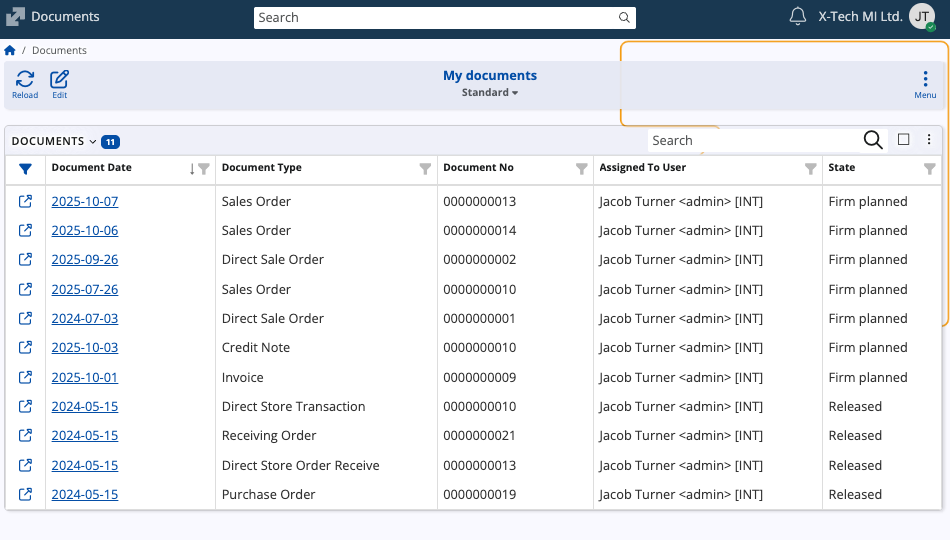 Documents Search X-Tech MI Ltd. JT
/ Documents
My documents
Reload Edit Standard Menu
DOCUMENTS 11 Search
Document Date Document Type Document No Assigned To User State
2025-10-07 Sales Order 0000000013 Jacob Turner <admin> [INT] Firm planned
2025-10-06 Sales Order 0000000014 Jacob Turner <admin> [INT] Firm planned
2025-09-26 Direct Sale Order 0000000002 Jacob Turner <admin> [INT] Firm planned
2025-07-26 Sales Order 0000000010 Jacob Turner <admin> [INT] Firm planned
2024-07-03 Direct Sale Order 0000000001 Jacob Turner <admin> [INT] Firm planned
2025-10-03 Credit Note 0000000010 Jacob Turner <admin> [INT] Firm planned
2025-10-01 Invoice 0000000009 Jacob Turner <admin> [INT] Firm planned
2024-05-15 Direct Store Transaction 0000000010 Jacob Turner <admin> [INT] Released
2024-05-15 Receiving Order 0000000021 Jacob Turner <admin> [INT] Released
2024-05-15 Direct Store Order Receive 0000000013 Jacob Turner <admin> [INT] Released
2024-05-15 Purchase Order 0000000019 Jacob Turner <admin> [INT] Released